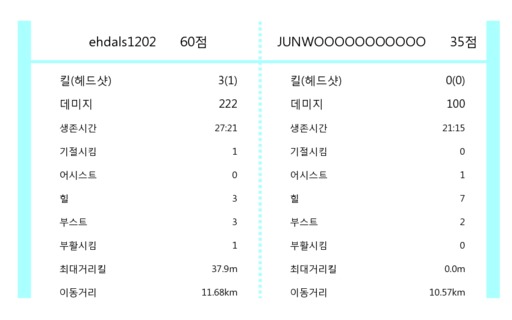 ehdals1202 60점 JUNWOOOOOOOOOOO 35점
킬(헤드샷) 3(1) 킬(헤드샷) 0(0)
데미지 222 데미지 100
생존시간 27:21 생존시간 21:15
기절시킴 1 기절시킴 0
어시스트 0 어시스트 1
힐 3 힐 7
부스트 3 부스트 2
부활시킴 1 부활시킴 0
최대거리킬 37.9m 최대거리킬 0.0m
이동거리 11.68km 이동거리 10.57km